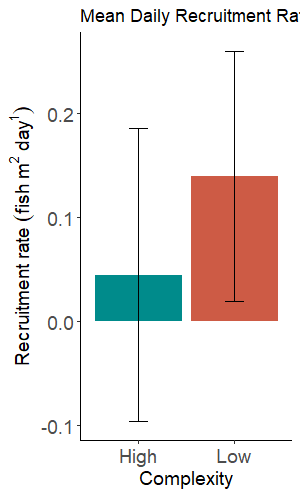 Mean Daily Recruitment Ra
Recruitment rate (fish m² day¹)
0.2
0.1
0.0
-0.1
High Low
Complexity